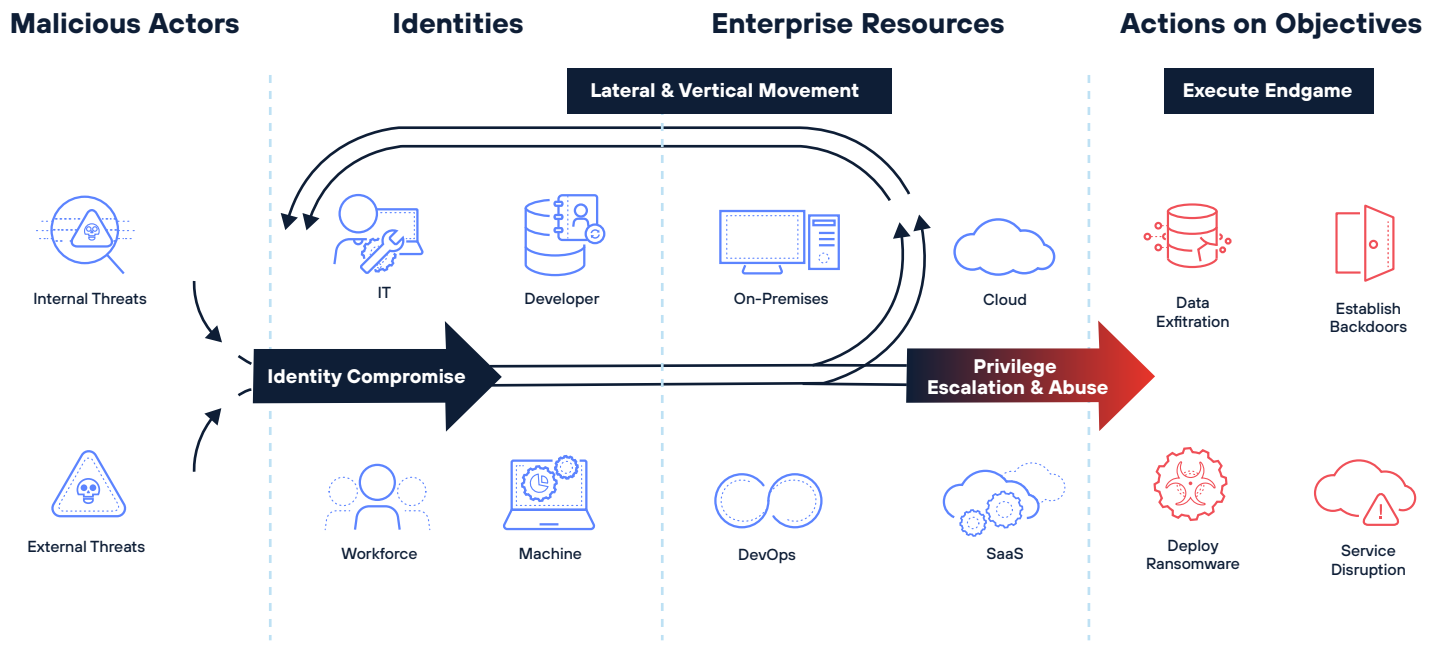 Malicious Actors
Identities
Enterprise Resources
Actions on Objectives
Lateral & Vertical Movement
Execute Endgame
Internal Threats
IT
Developer
On-Premises
Cloud
Data
Exfitration
Establish
Backdoors
Identity Compromise
Privilege
Escalation & Abuse
External Threats
Workforce
Machine
DevOps
SaaS
Deploy
Ransomware
Service
Disruption